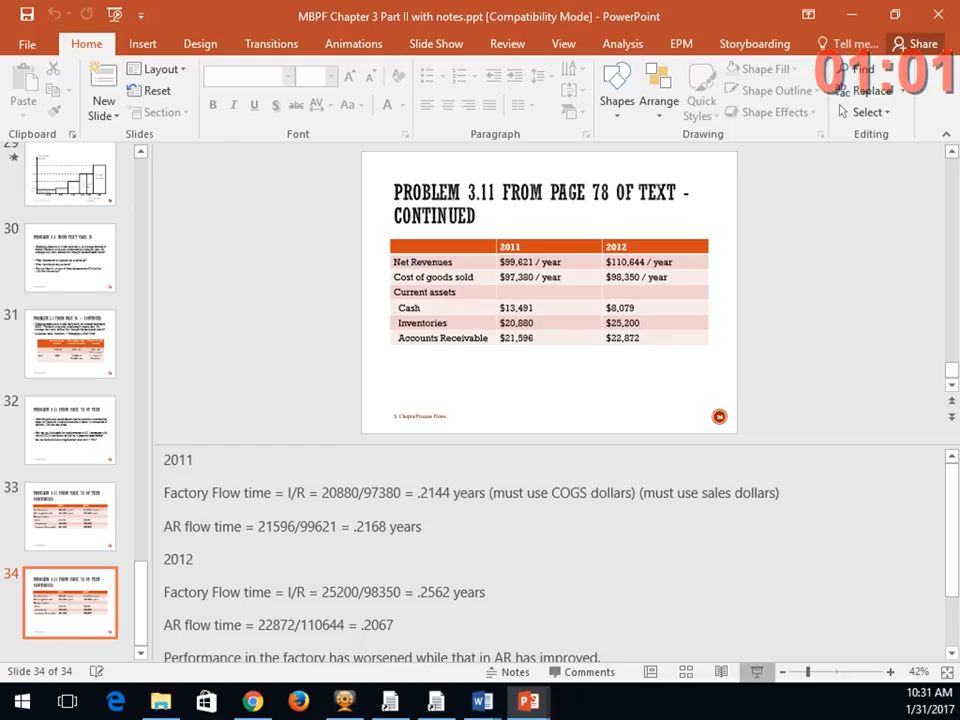 MBPF Chapter 3 Part II with notes.ppt [Compatibility Mode] - PowerPoint
File Home Insert Design Transitions Animations Slide Show Review View Analysis EPM Storyboarding Tell me... Share
01:01
Paste
New
Slide
Layout
Reset
Section
Shapes
Arrange
Quick
Styles
Shape Fill
Shape Outline
Shape Effects
Find
Replace
Select
Clipboard Slides Font Paragraph Drawing Editing
29
30
31
32
33
34
PROBLEM 3.11 FROM PAGE 78 OF TEXT -
CONTINUED
2011 2012
Net Revenues $99,621 / year $110,644 / year
Cost of goods sold $97,380 / year $98,350 / year
Current assets
Cash $13,491 $8,079
Inventories $20,880 $25,200
Accounts Receivable $21,596 $22,872
S. Chopra/Process Flows 34
2011
Factory Flow time = I/R = 20880/97380 = .2144 years (must use COGS dollars) (must use sales dollars)
AR flow time = 21596/99621 = .2168 years
2012
Factory Flow time = I/R = 25200/98350 = .2562 years
AR flow time = 22872/110644 = .2067
Performance in the factory has worsened while that in AR has improved.
Slide 34 of 34 Notes Comments 42%
10:31 AM
1/31/2017